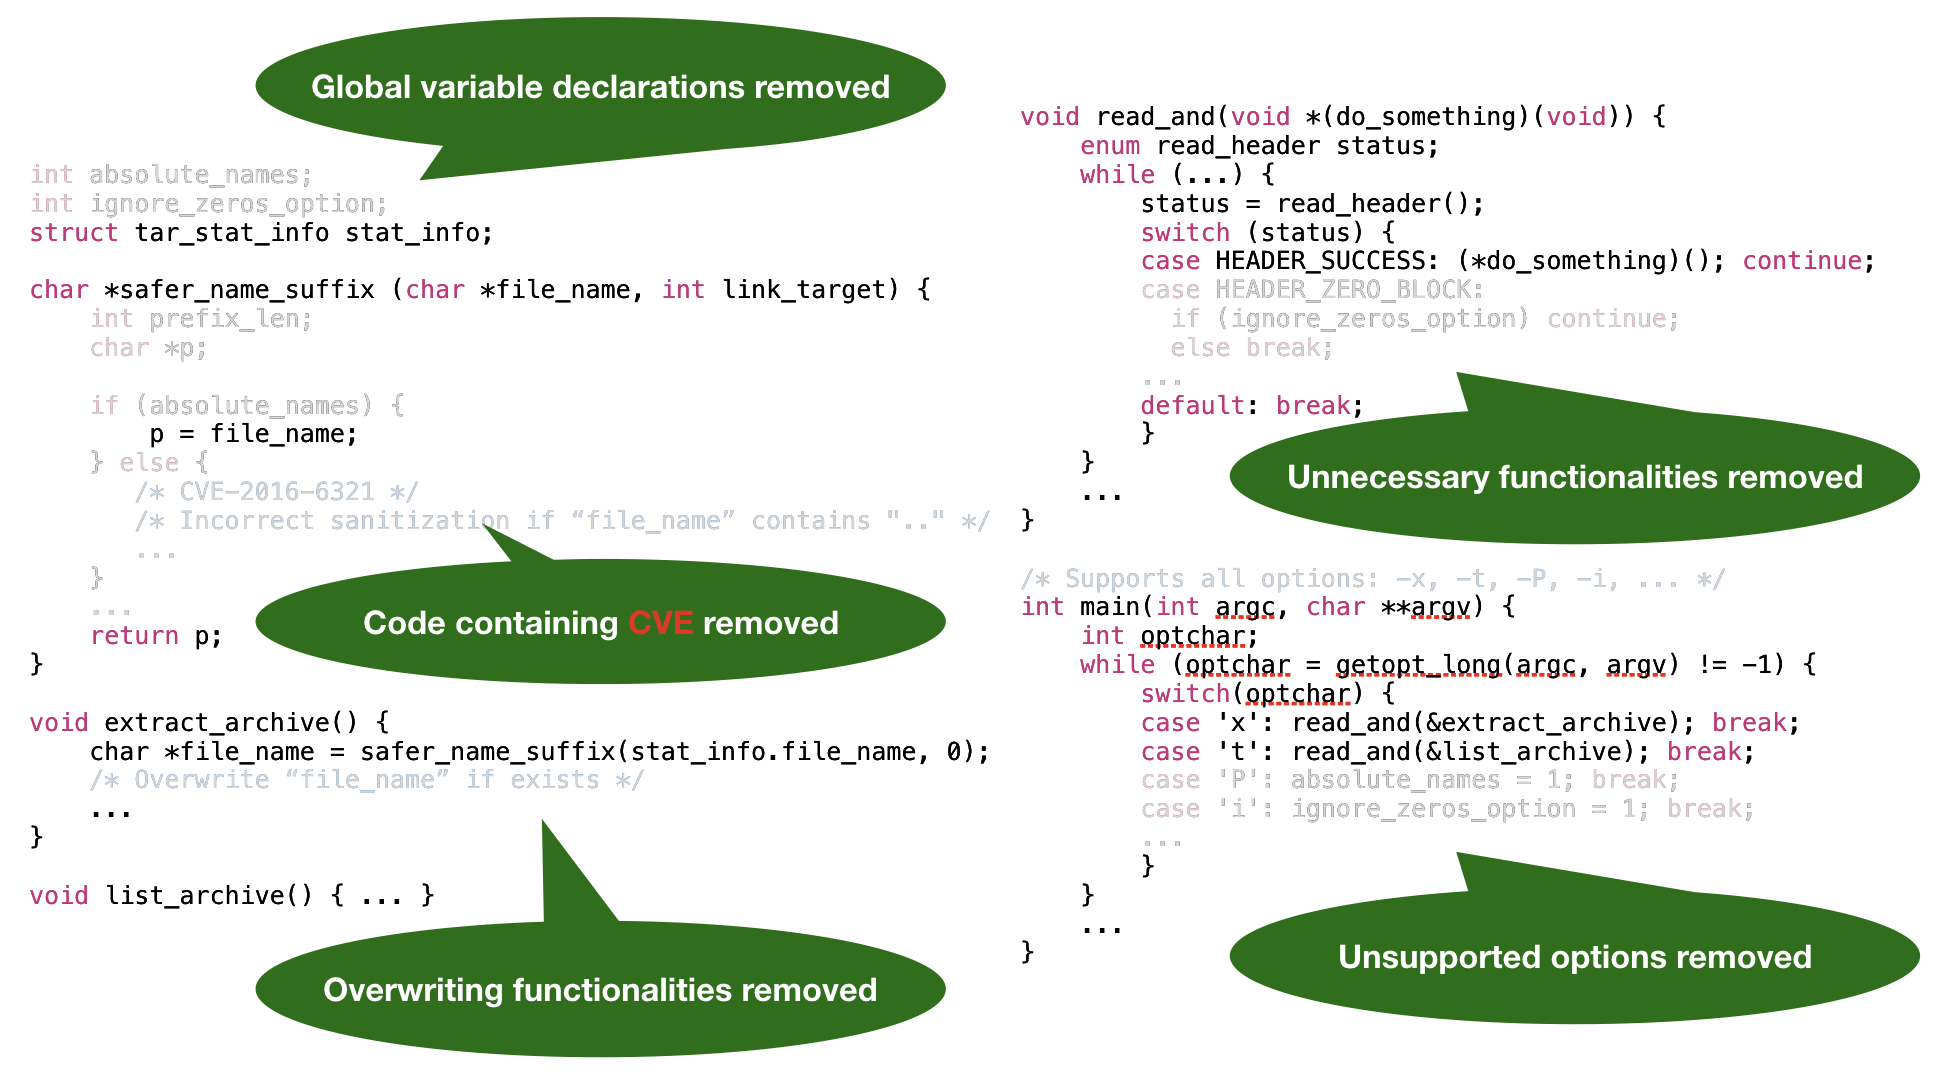 Global variable declarations removed
int absolute_names;
int ignore_zeros_option;
struct tar_stat_info stat_info;
char *safer_name_suffix (char *file_name, int link_target) {
int prefix_len;
char *p;
if (absolute_names) {
p = file_name;
} else {
/* CVE-2016-6321 */
/* Incorrect sanitization if “file_name” contains ".." */
...
}
...
Code containing CVE removed
return p;
}
void extract_archive() {
char *file_name = safer_name_suffix(stat_info.file_name, 0);
/* Overwrite “file_name” if exists */
...
}
void list_archive() { ... }
Overwriting functionalities removed
void read_and(void *(do_something)(void)) {
enum read_header status;
while (...) {
status = read_header();
switch (status) {
case HEADER_SUCCESS: (*do_something)(); continue;
case HEADER_ZERO_BLOCK:
if (ignore_zeros_option) continue;
else break;
...
default: break;
}
}
...
}
Unnecessary functionalities removed
/* Supports all options: -x, -t, -P, -i, ... */
int main(int argc, char **argv) {
int optchar;
while (optchar = getopt_long(argc, argv) != -1) {
switch(optchar) {
case 'x': read_and(&extract_archive); break;
case 't': read_and(&list_archive); break;
case 'P': absolute_names = 1; break;
case 'i': ignore_zeros_option = 1; break;
...
}
}
...
}
Unsupported options removed